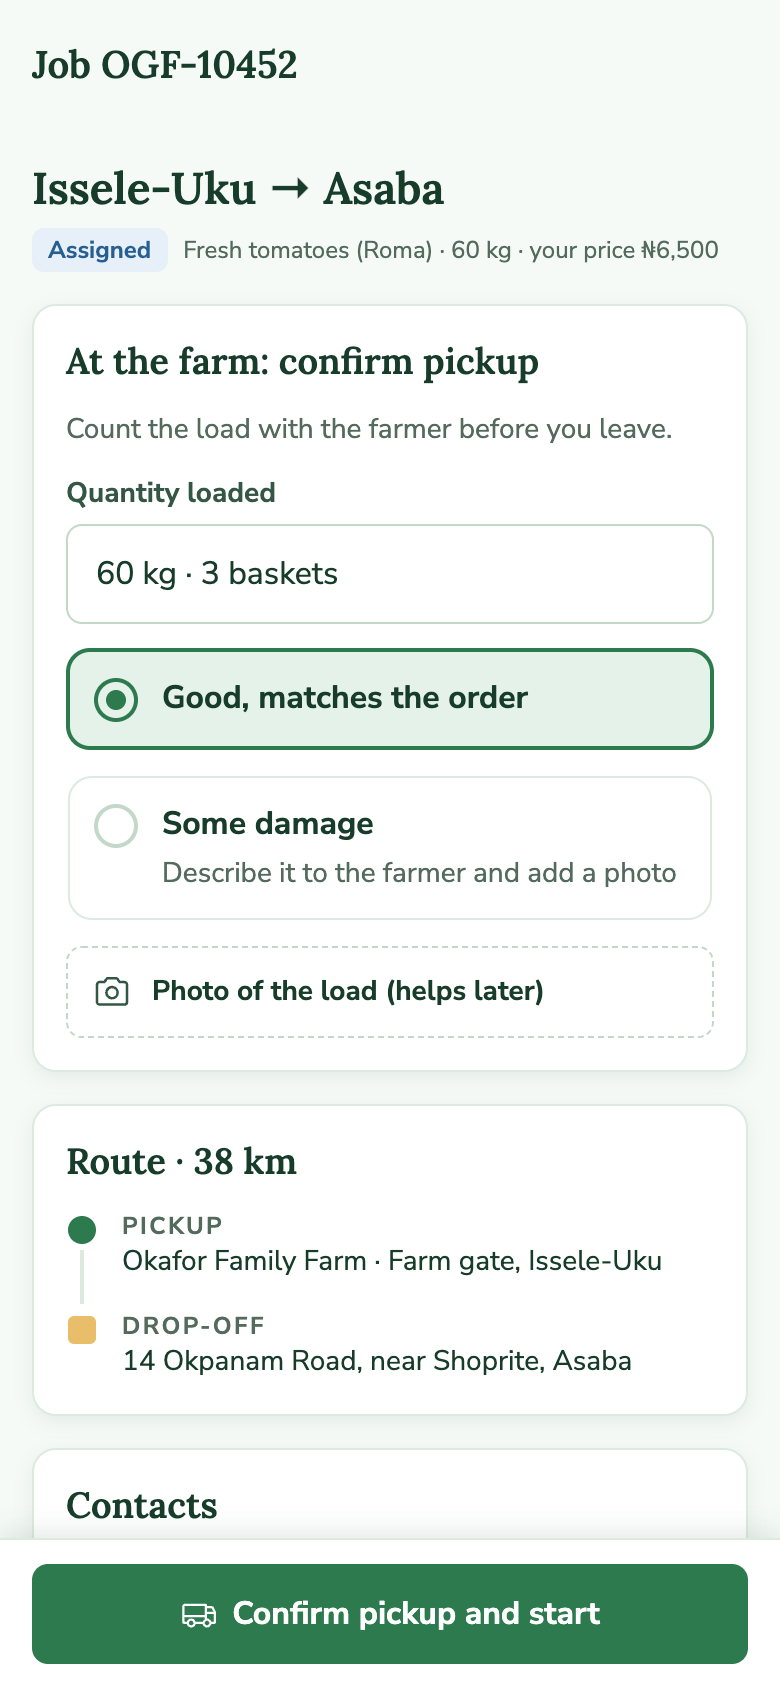 Job OGF-10452
Issele-Uku → Asaba
Assigned Fresh tomatoes (Roma) · 60 kg · your price ₦6,500
At the farm: confirm pickup
Count the load with the farmer before you leave.
Quantity loaded
60 kg · 3 baskets
Good, matches the order
Some damage
Describe it to the farmer and add a photo
Photo of the load (helps later)
Route · 38 km
PICKUP
Okafor Family Farm · Farm gate, Issele-Uku
DROP-OFF
14 Okpanam Road, near Shoprite, Asaba
Contacts
Confirm pickup and start